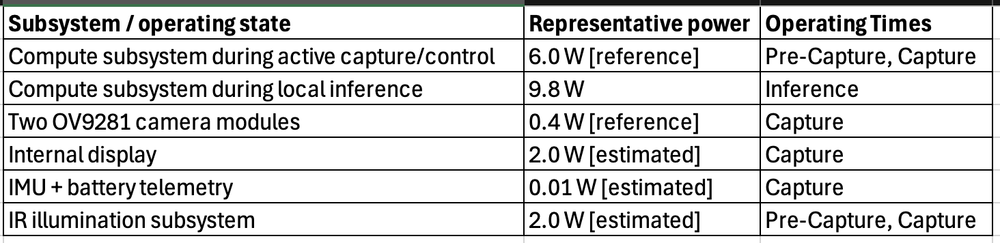 Subsystem / operating state Representative power Operating Times
Compute subsystem during active capture/control 6.0 W [reference] Pre-Capture, Capture
Compute subsystem during local inference 9.8 W Inference
Two OV9281 camera modules 0.4 W [reference] Capture
Internal display 2.0 W [estimated] Capture
IMU + battery telemetry 0.01 W [estimated] Capture
IR illumination subsystem 2.0 W [estimated] Pre-Capture, Capture